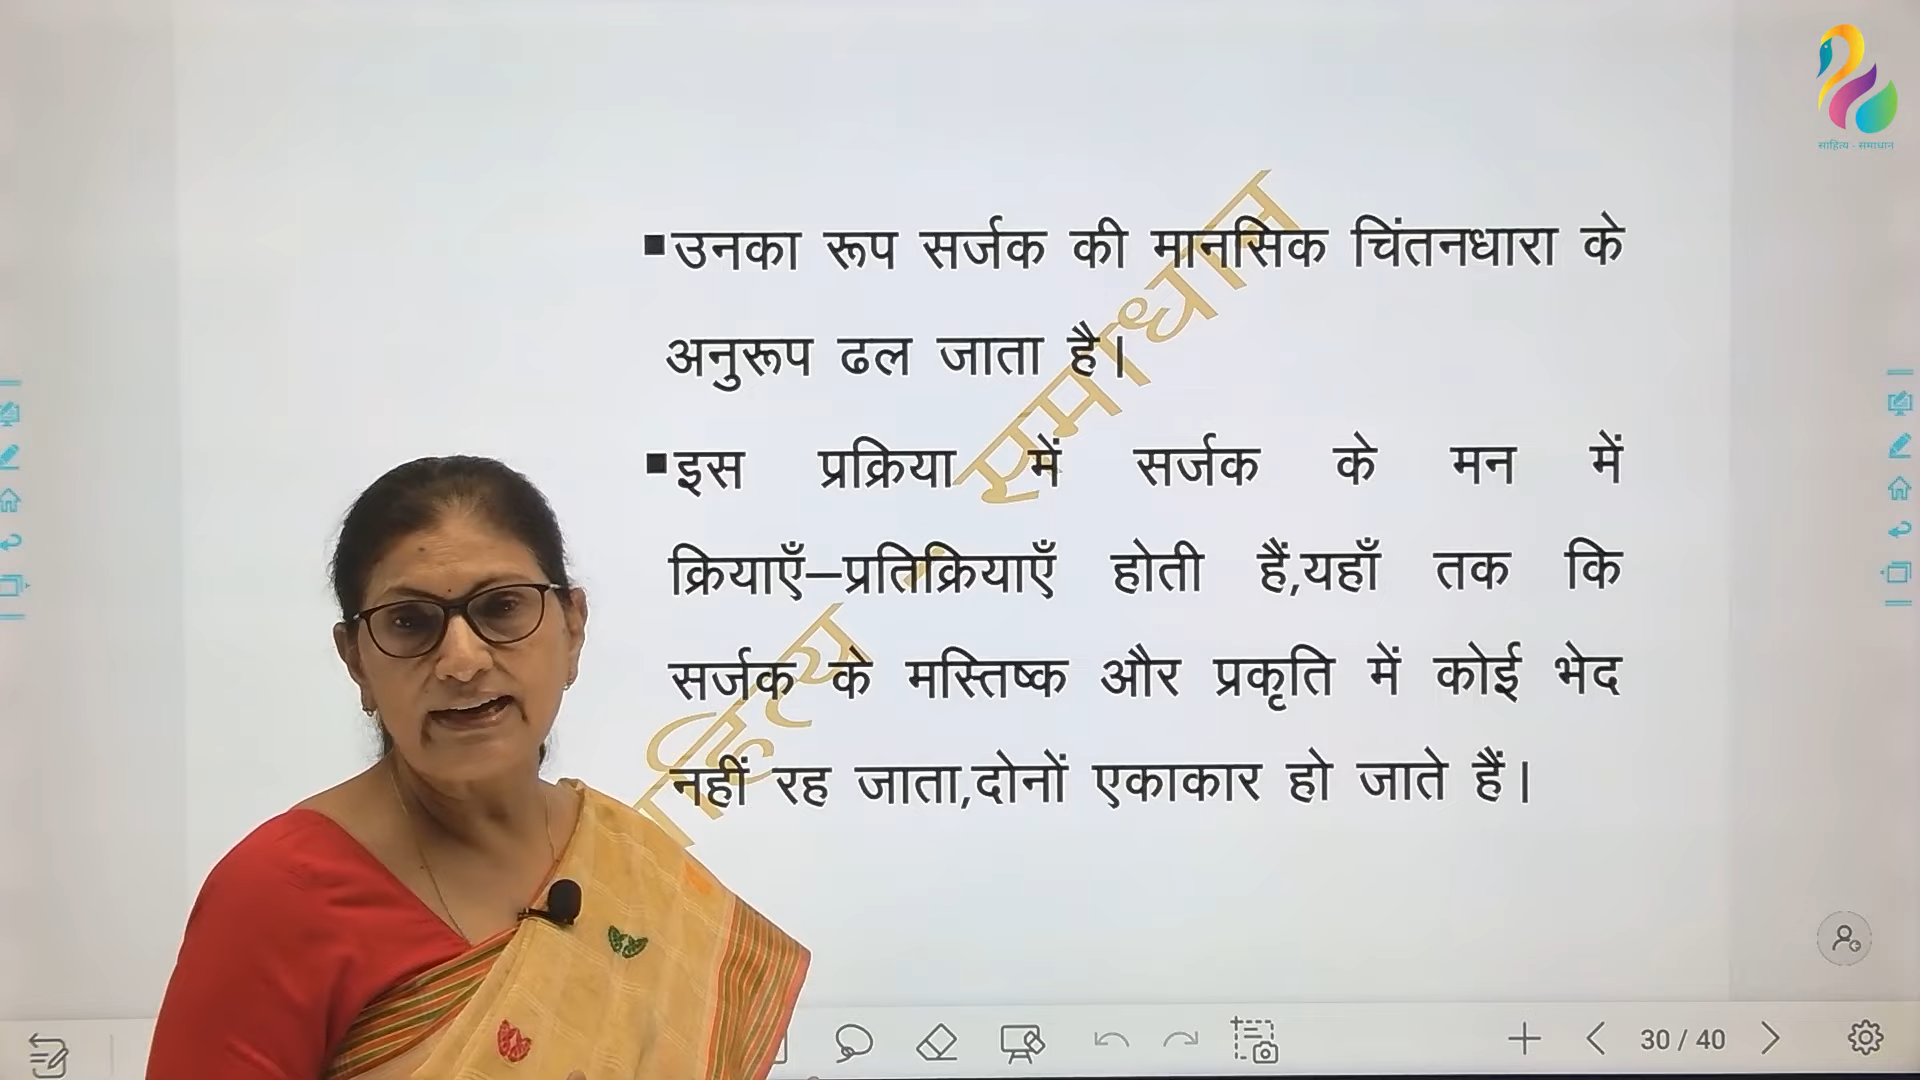 साहित्य - समाधान
■उनका रूप सर्जक की मानसिक चिंतनधारा के
अनुरूप ढल जाता है।
■इस प्रक्रिया में सर्जक के मन में
क्रियाएँ–प्रतिक्रियाएँ होती हैं,यहाँ तक कि
सर्जक के मस्तिष्क और प्रकृति में कोई भेद
नहीं रह जाता,दोनों एकाकार हो जाते हैं।
30 / 40